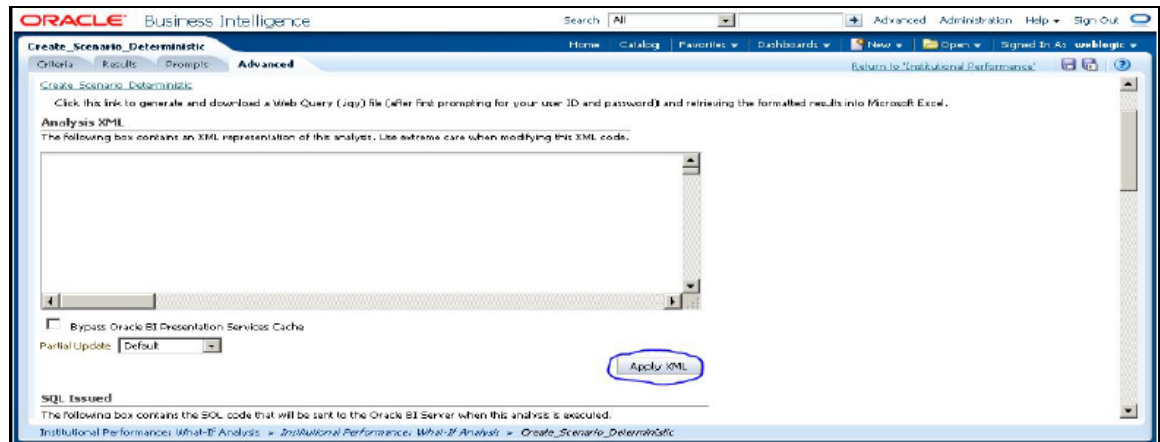 ORACLE Business Intelligence Search All Advanced Administration Help Sign Out
Create_Scenario_Deterministic Home Catalog Favorites Dashboards New Open Signed In As weblogic
Criteria Results Prompts Advanced Return to 'Institutional Performance'
Create_Scenario_Deterministic
Click this link to generate and download a Web Query (.iqy) file (after first prompting for your user ID and password) and retrieving the formatted results into Microsoft Excel.
Analysis XML
The following box contains an XML representation of this analysis. Use extreme care when modifying this XML code.
Bypass Oracle BI Presentation Services Cache
Partial Update Default
Apply XML
SQL Issued
The following box contains the SQL code that will be sent to the Oracle BI Server when this analysis is executed.
Institutional Performance: What-If Analysis > Institutional Performance: What-If Analysis > Create_Scenario_Deterministic